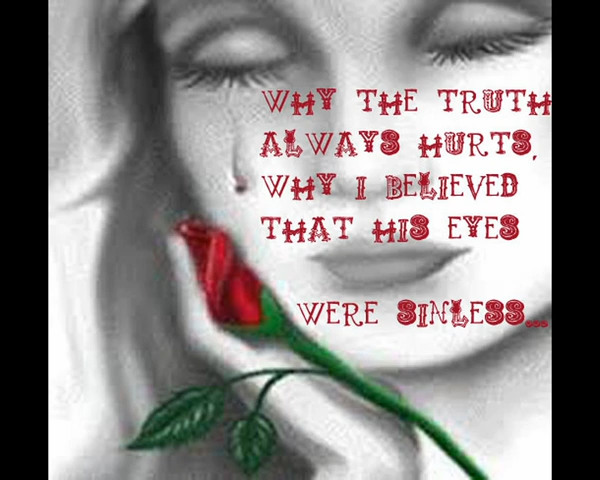 WHY THE TRUTH
ALWAYS HURTS,
WHY I BELIEVED
THAT HIS EYES
WERE SINLESS...